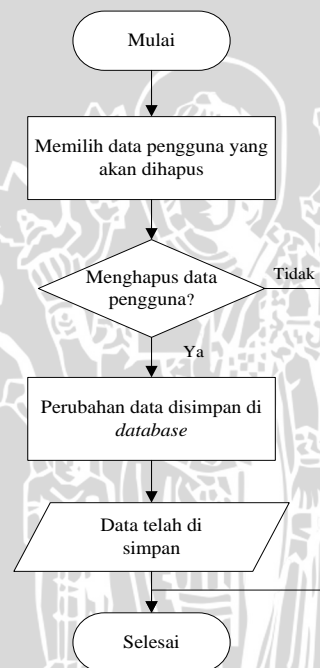 Mulai
Memilih data pengguna yang
akan dihapus
Menghapus data
pengguna?
Tidak
Ya
Perubahan data disimpan di
database
Data telah di
simpan
Selesai